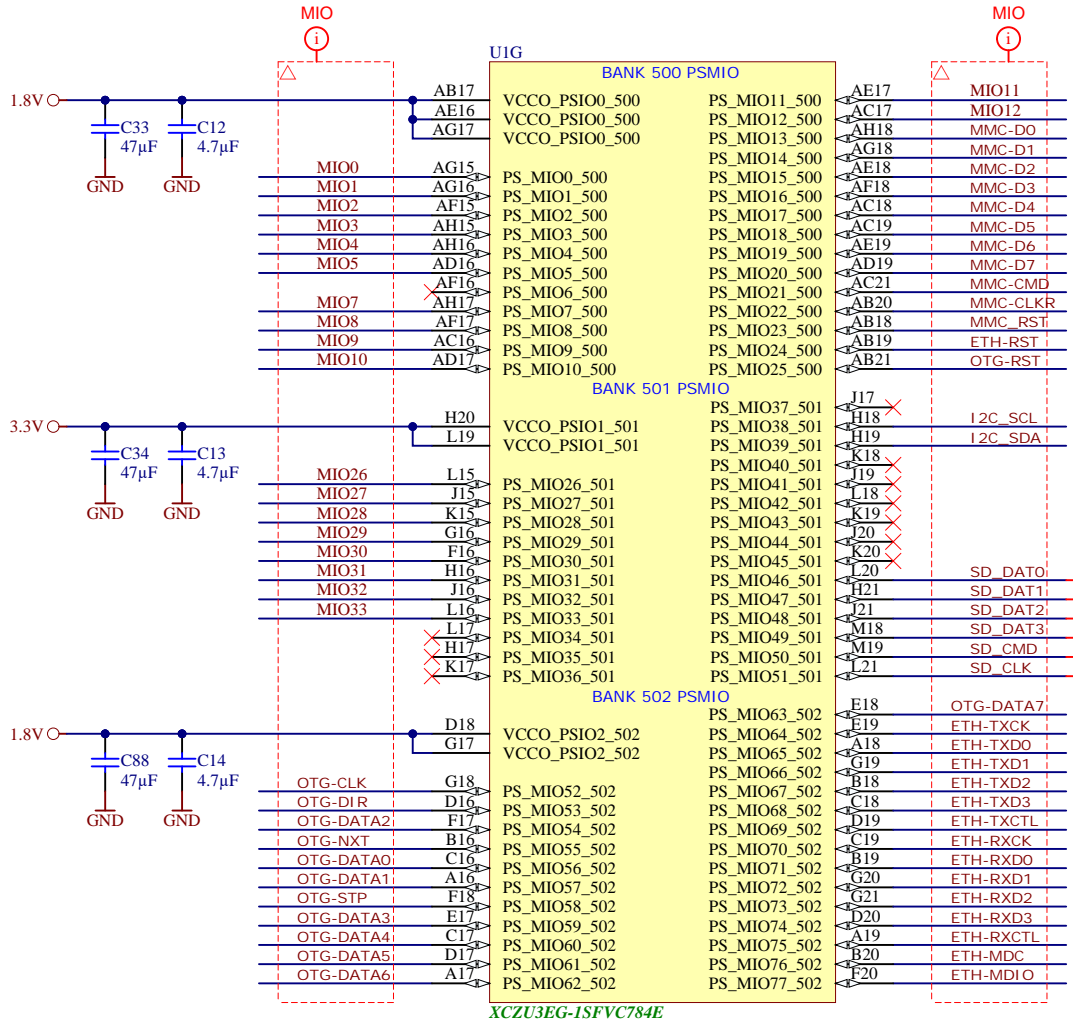 MIO MIO
i i
U1G
BANK 500 PSMIO
1.8V AB17 VCCO_PSIO0_500 PS_MIO11_500 AE17 MIO11
AE16 VCCO_PSIO0_500 PS_MIO12_500 AC17 MIO12
C33 C12 AG17 VCCO_PSIO0_500 PS_MIO13_500 AH18 MMC-D0
47µF 4.7µF PS_MIO14_500 AG18 MMC-D1
MIO0 AG15 PS_MIO0_500 PS_MIO15_500 AE18 MMC-D2
GND GND MIO1 AG16 PS_MIO1_500 PS_MIO16_500 AF18 MMC-D3
MIO2 AF15 PS_MIO2_500 PS_MIO17_500 AC18 MMC-D4
MIO3 AH15 PS_MIO3_500 PS_MIO18_500 AC19 MMC-D5
MIO4 AH16 PS_MIO4_500 PS_MIO19_500 AE19 MMC-D6
MIO5 AD16 PS_MIO5_500 PS_MIO20_500 AD19 MMC-D7
AF16 PS_MIO6_500 PS_MIO21_500 AC21 MMC-CMD
MIO7 AH17 PS_MIO7_500 PS_MIO22_500 AB20 MMC-CLKR
MIO8 AF17 PS_MIO8_500 PS_MIO23_500 AB18 MMC_RST
MIO9 AC16 PS_MIO9_500 PS_MIO24_500 AB19 ETH-RST
MIO10 AD17 PS_MIO10_500 PS_MIO25_500 AB21 OTG-RST
BANK 501 PSMIO
PS_MIO37_501 J17
3.3V H20 VCCO_PSIO1_501 PS_MIO38_501 H18 I2C_SCL
L19 VCCO_PSIO1_501 PS_MIO39_501 H19 I2C_SDA
C34 C13 PS_MIO40_501 K18
47µF 4.7µF MIO26 L15 PS_MIO26_501 PS_MIO41_501 J19
MIO27 J15 PS_MIO27_501 PS_MIO42_501 L18
GND GND MIO28 K15 PS_MIO28_501 PS_MIO43_501 K19
MIO29 G16 PS_MIO29_501 PS_MIO44_501 J20
MIO30 F16 PS_MIO30_501 PS_MIO45_501 K20
MIO31 H16 PS_MIO31_501 PS_MIO46_501 L20 SD_DAT0
MIO32 J16 PS_MIO32_501 PS_MIO47_501 H21 SD_DAT1
MIO33 L16 PS_MIO33_501 PS_MIO48_501 J21 SD_DAT2
L17 PS_MIO34_501 PS_MIO49_501 M18 SD_DAT3
H17 PS_MIO35_501 PS_MIO50_501 M19 SD_CMD
K17 PS_MIO36_501 PS_MIO51_501 L21 SD_CLK
BANK 502 PSMIO
PS_MIO63_502 E18 OTG-DATA7
1.8V D18 VCCO_PSIO2_502 PS_MIO64_502 E19 ETH-TXCK
G17 VCCO_PSIO2_502 PS_MIO65_502 A18 ETH-TXD0
C88 C14 PS_MIO66_502 G19 ETH-TXD1
47µF 4.7µF OTG-CLK G18 PS_MIO52_502 PS_MIO67_502 B18 ETH-TXD2
OTG-DIR D16 PS_MIO53_502 PS_MIO68_502 C18 ETH-TXD3
GND GND OTG-DATA2 F17 PS_MIO54_502 PS_MIO69_502 D19 ETH-TXCTL
OTG-NXT B16 PS_MIO55_502 PS_MIO70_502 C19 ETH-RXCK
OTG-DATA0 C16 PS_MIO56_502 PS_MIO71_502 B19 ETH-RXD0
OTG-DATA1 A16 PS_MIO57_502 PS_MIO72_502 G20 ETH-RXD1
OTG-STP F18 PS_MIO58_502 PS_MIO73_502 G21 ETH-RXD2
OTG-DATA3 E17 PS_MIO59_502 PS_MIO74_502 D20 ETH-RXD3
OTG-DATA4 C17 PS_MIO60_502 PS_MIO75_502 A19 ETH-RXCTL
OTG-DATA5 D17 PS_MIO61_502 PS_MIO76_502 B20 ETH-MDC
OTG-DATA6 A17 PS_MIO62_502 PS_MIO77_502 F20 ETH-MDIO
XCZU3EG-1SFVC784E